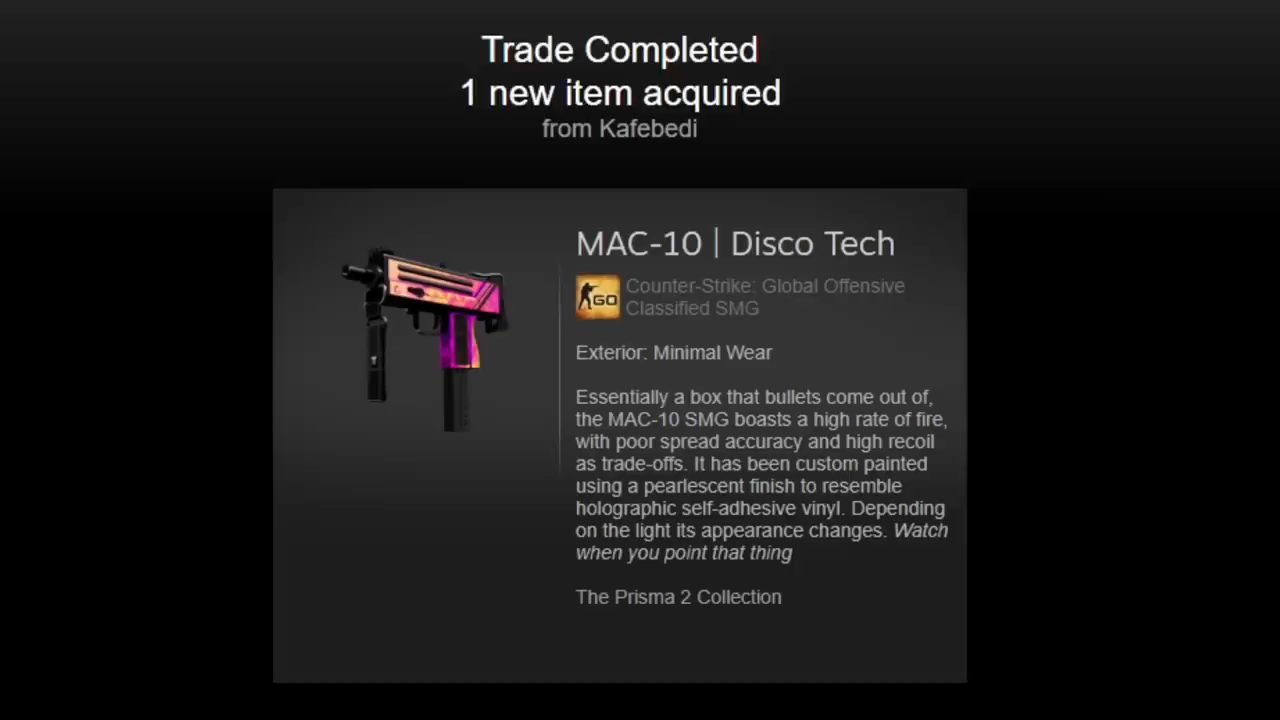 Trade Completed
1 new item acquired
from Kafebedi
MAC-10 | Disco Tech
GO
Counter-Strike: Global Offensive
Classified SMG
Exterior: Minimal Wear
Essentially a box that bullets come out of,
the MAC-10 SMG boasts a high rate of fire,
with poor spread accuracy and high recoil
as trade-offs. It has been custom painted
using a pearlescent finish to resemble
holographic self-adhesive vinyl. Depending
on the light its appearance changes. Watch
when you point that thing
The Prisma 2 Collection